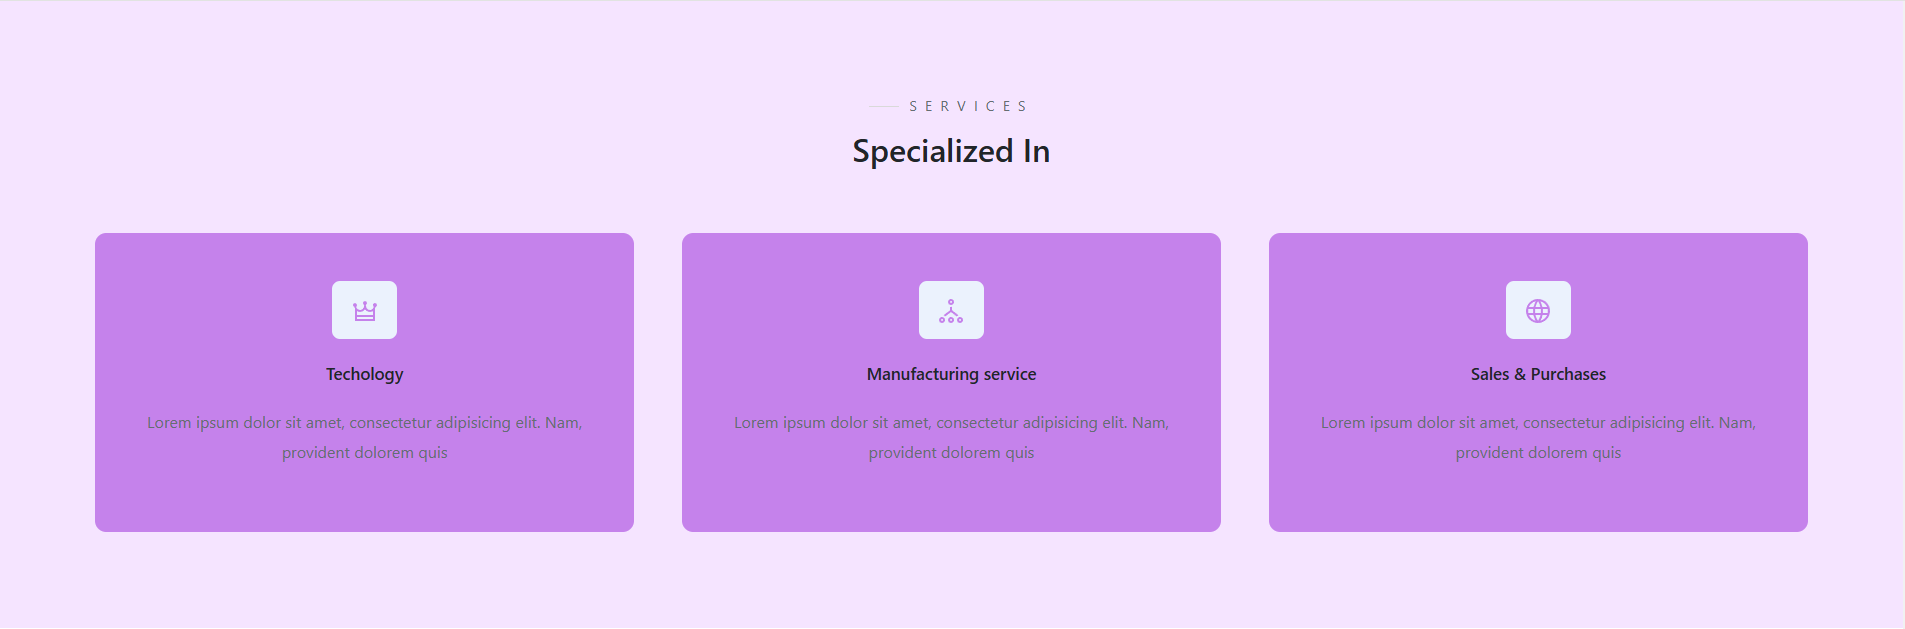 SERVICES
Specialized In
Techology
Lorem ipsum dolor sit amet, consectetur adipisicing elit. Nam,
provident dolorem quis
Manufacturing service
Lorem ipsum dolor sit amet, consectetur adipisicing elit. Nam,
provident dolorem quis
Sales & Purchases
Lorem ipsum dolor sit amet, consectetur adipisicing elit. Nam,
provident dolorem quis